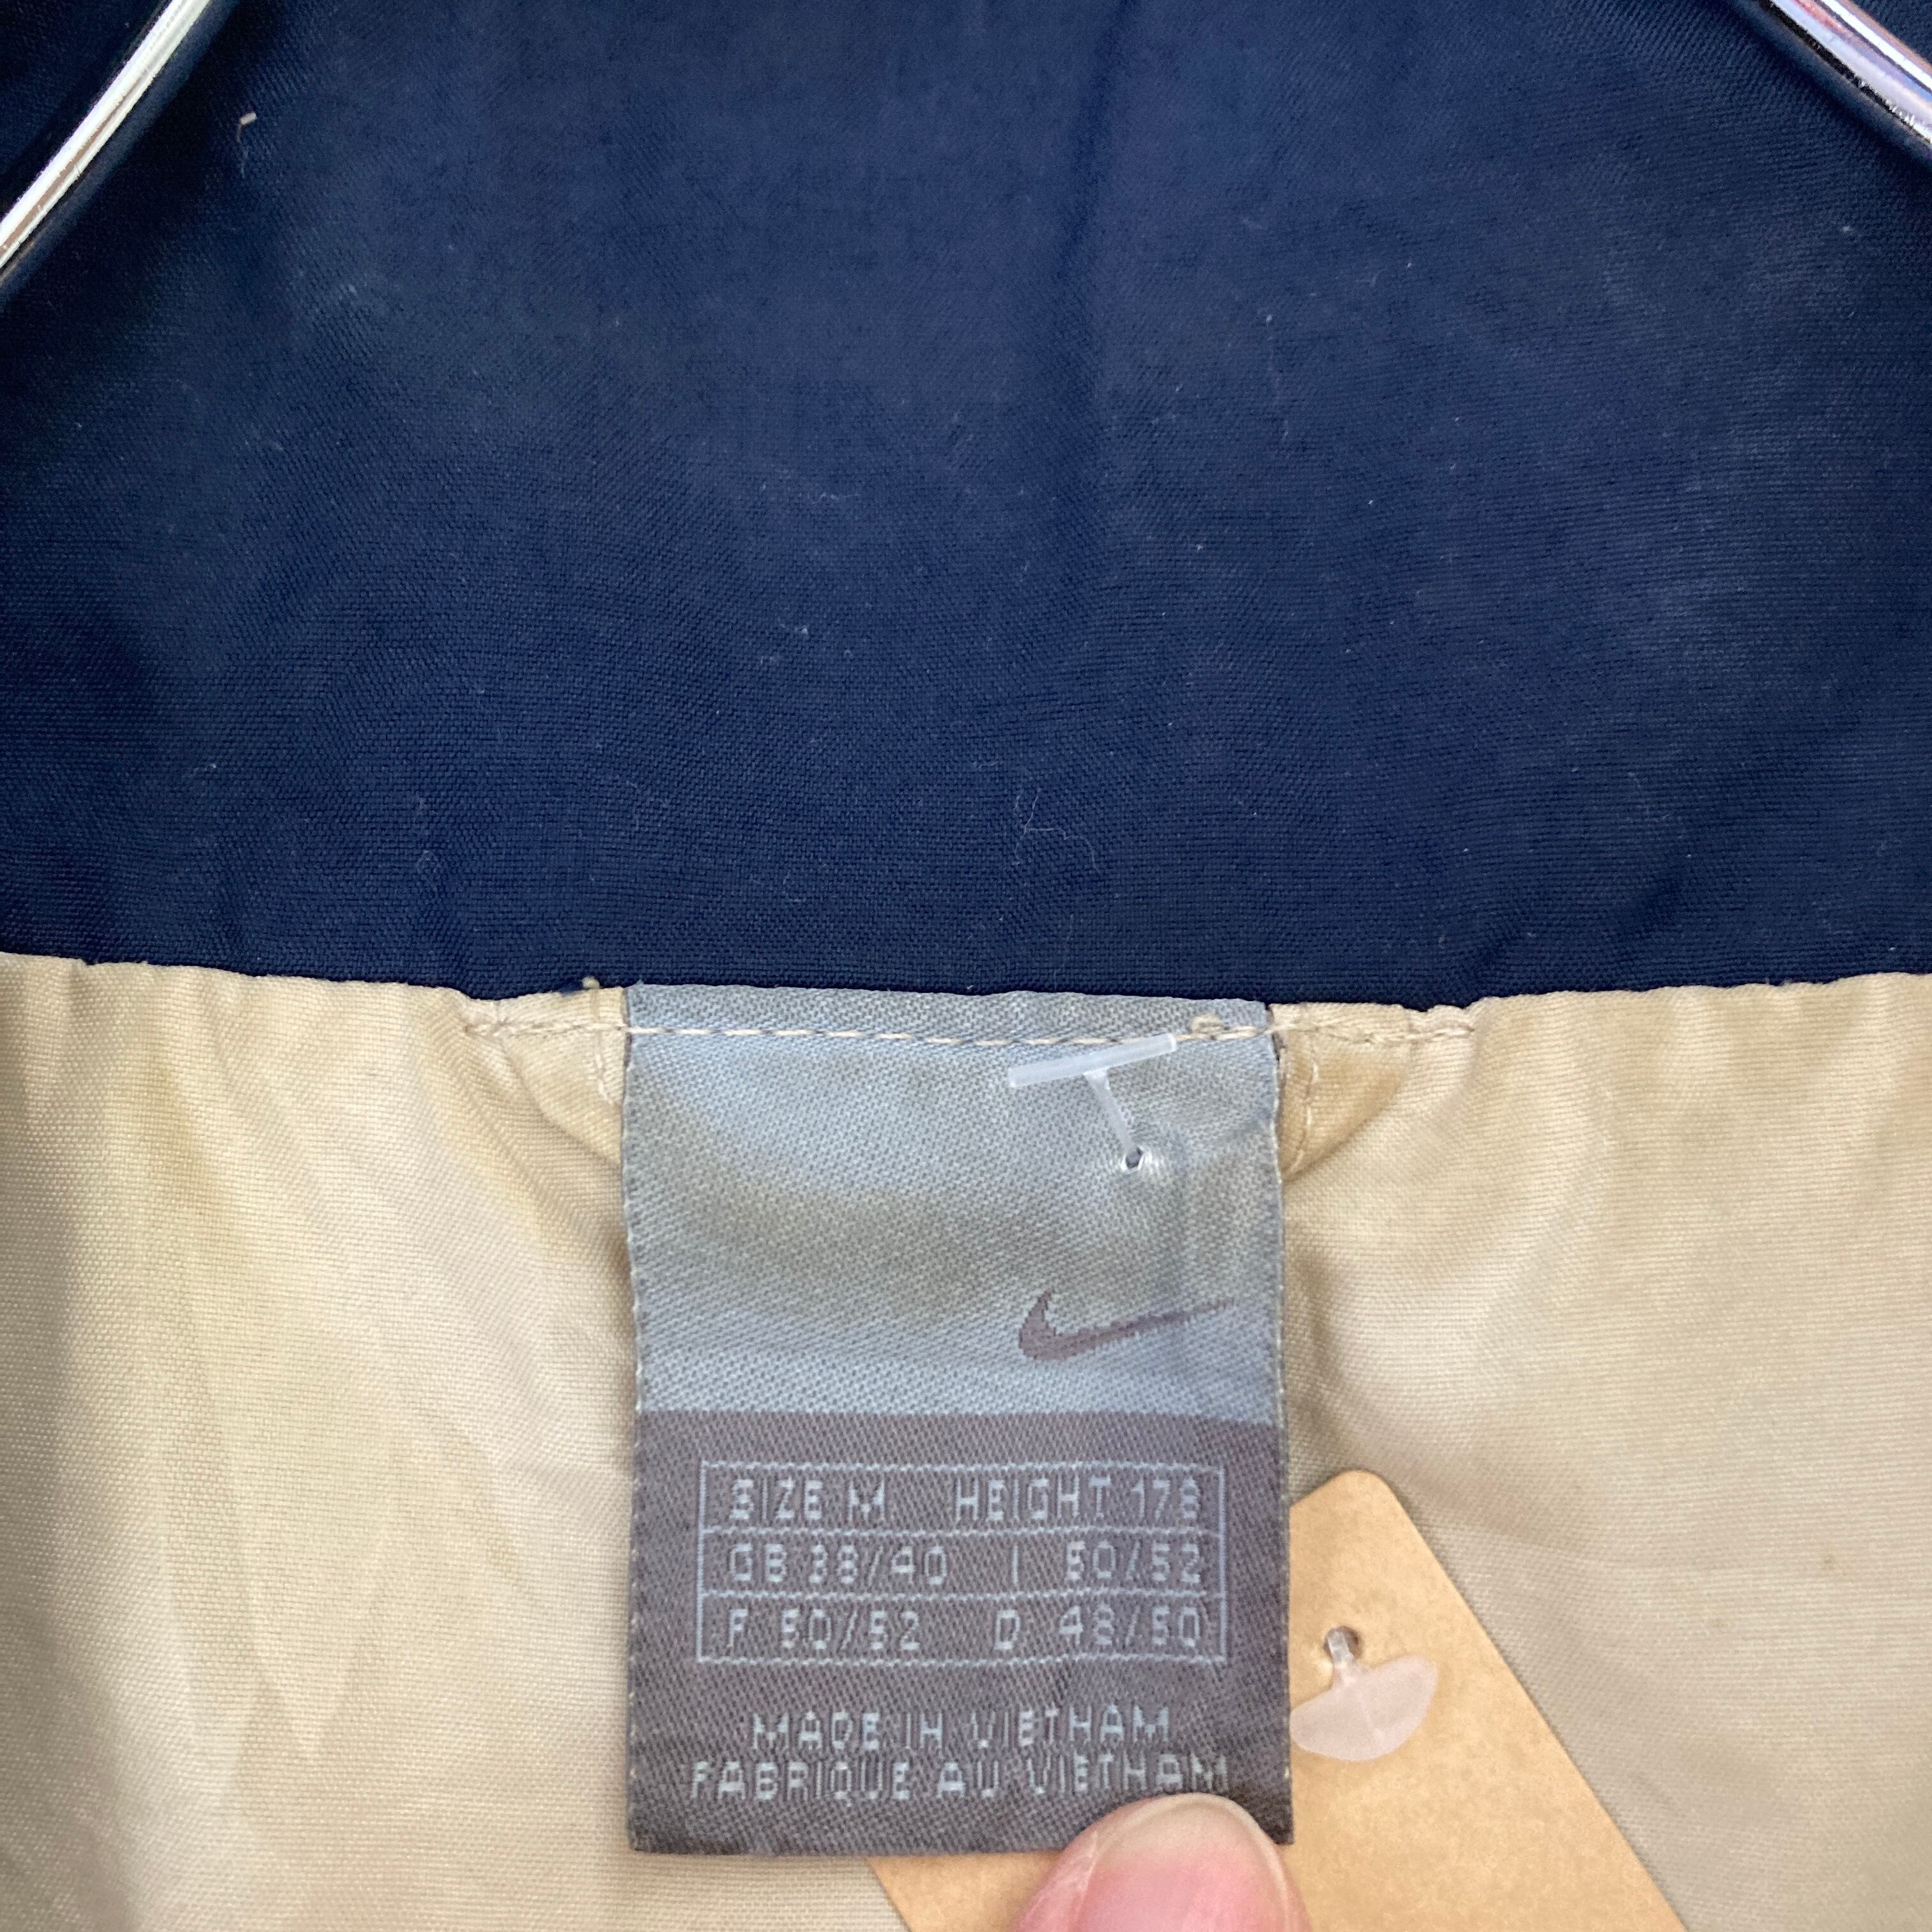 SIZE M HEIGHT 178
GB 38/40 I 50/52
F 50/52 D 48/50
MADE IN VIETNAM
FABRIQUE AU VIETNAM